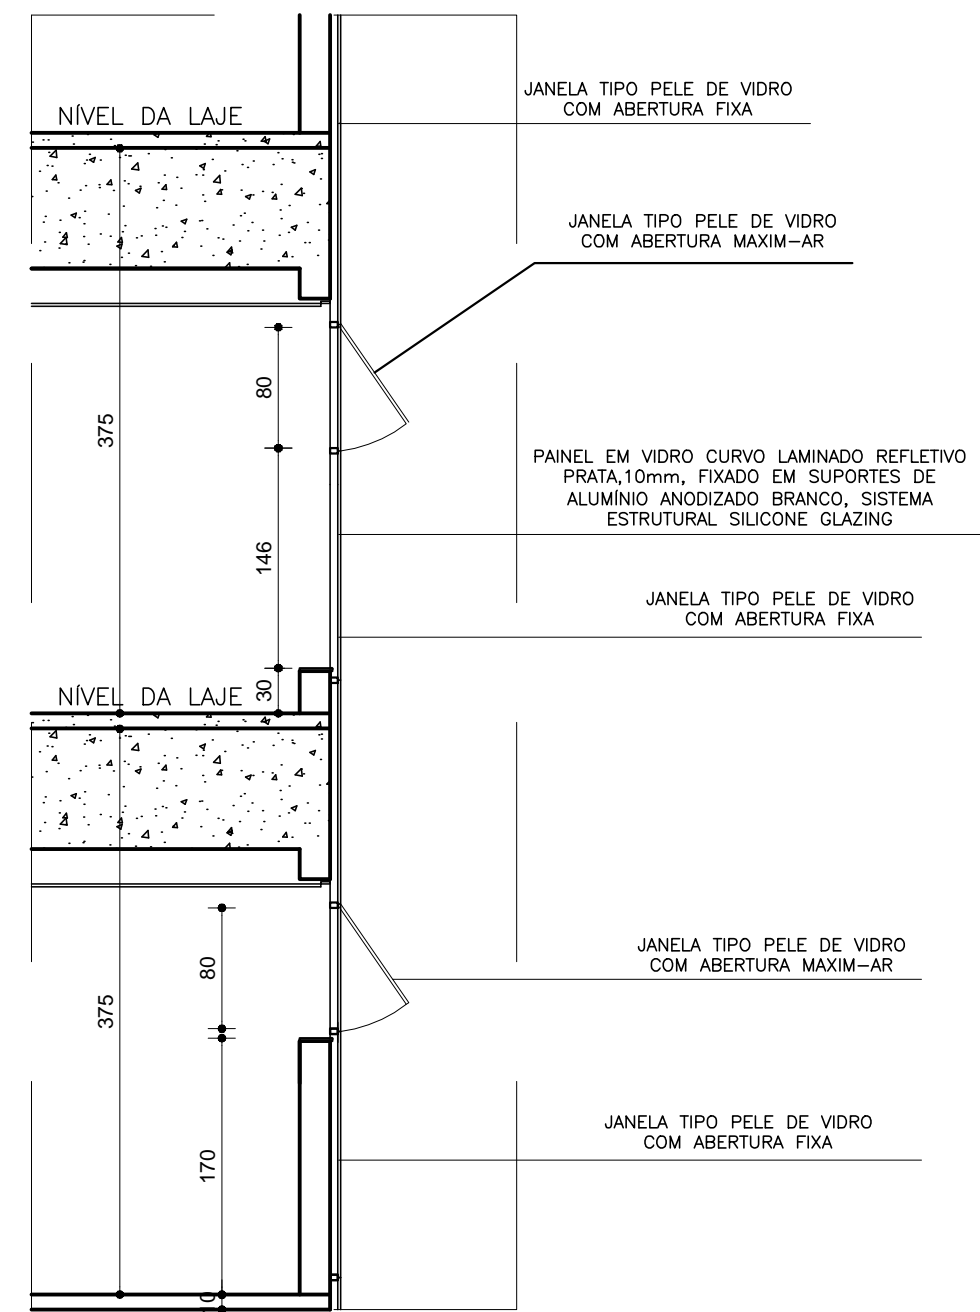 JANELA TIPO PELE DE VIDRO
COM ABERTURA FIXA
NÍVEL DA LAJE
JANELA TIPO PELE DE VIDRO
COM ABERTURA MAXIM-AR
80
375
PAINEL EM VIDRO CURVO LAMINADO REFLETIVO
PRATA,10mm, FIXADO EM SUPORTES DE
ALUMÍNIO ANODIZADO BRANCO, SISTEMA
ESTRUTURAL SILICONE GLAZING
146
JANELA TIPO PELE DE VIDRO
COM ABERTURA FIXA
30
NÍVEL DA LAJE
JANELA TIPO PELE DE VIDRO
COM ABERTURA MAXIM-AR
80
375
JANELA TIPO PELE DE VIDRO
COM ABERTURA FIXA
170
10